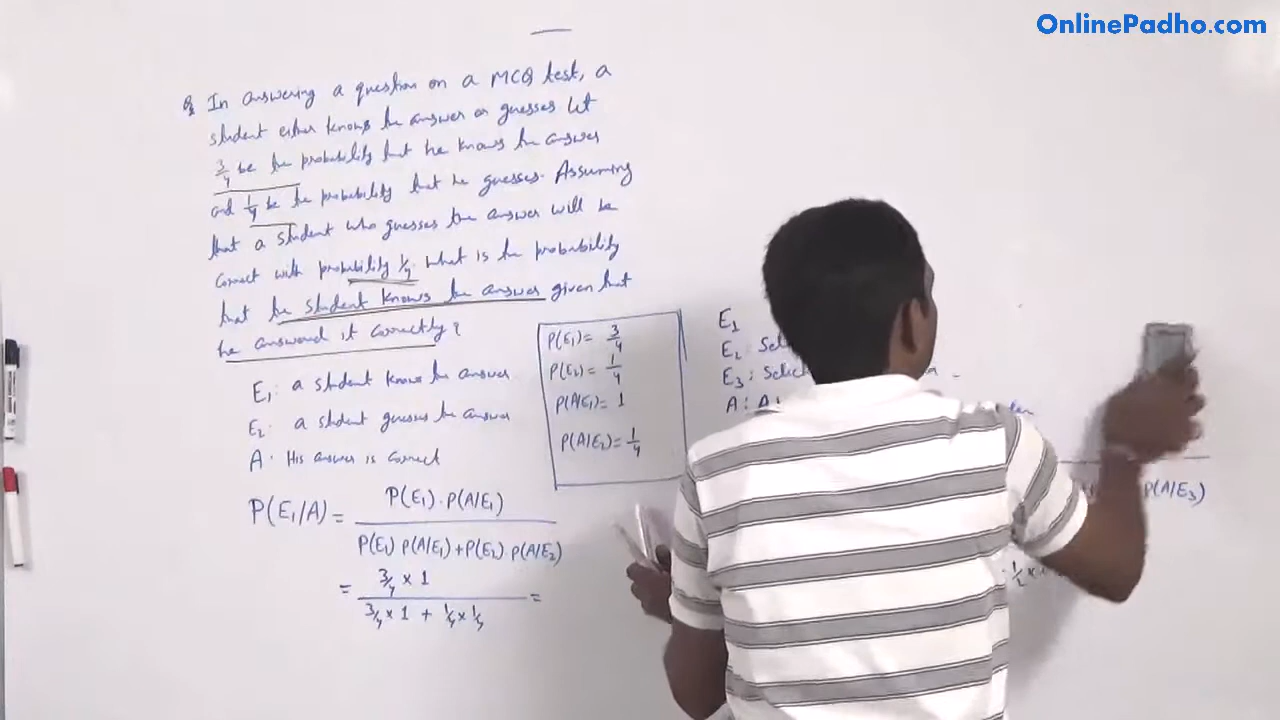 OnlinePadho.com
Q. In answering a question on a MCQ test, a
student either knows the answer or guesses let
3/4 be the probability that he knows the answer
and 1/4 be the probability that he guesses. Assuming
that a student who guesses the answer will be
correct with probability 1/4. What is the probability
that the student knows the answer given that
he answered it correctly?
E1: a student knows the answer
E2: a student guesses the answer
A: His answer is correct
P(E1) = 3/4
P(E2) = 1/4
P(A/E1) = 1
P(A/E2) = 1/4
P(E1/A) = P(E1) · P(A/E1) / P(E1) P(A/E1) + P(E2) · P(A/E2)
= 3/4 × 1 / 3/4 × 1 + 1/4 × 1/4 =
E1
E2: Sel
E3: Select
A: A
P(A/E3)